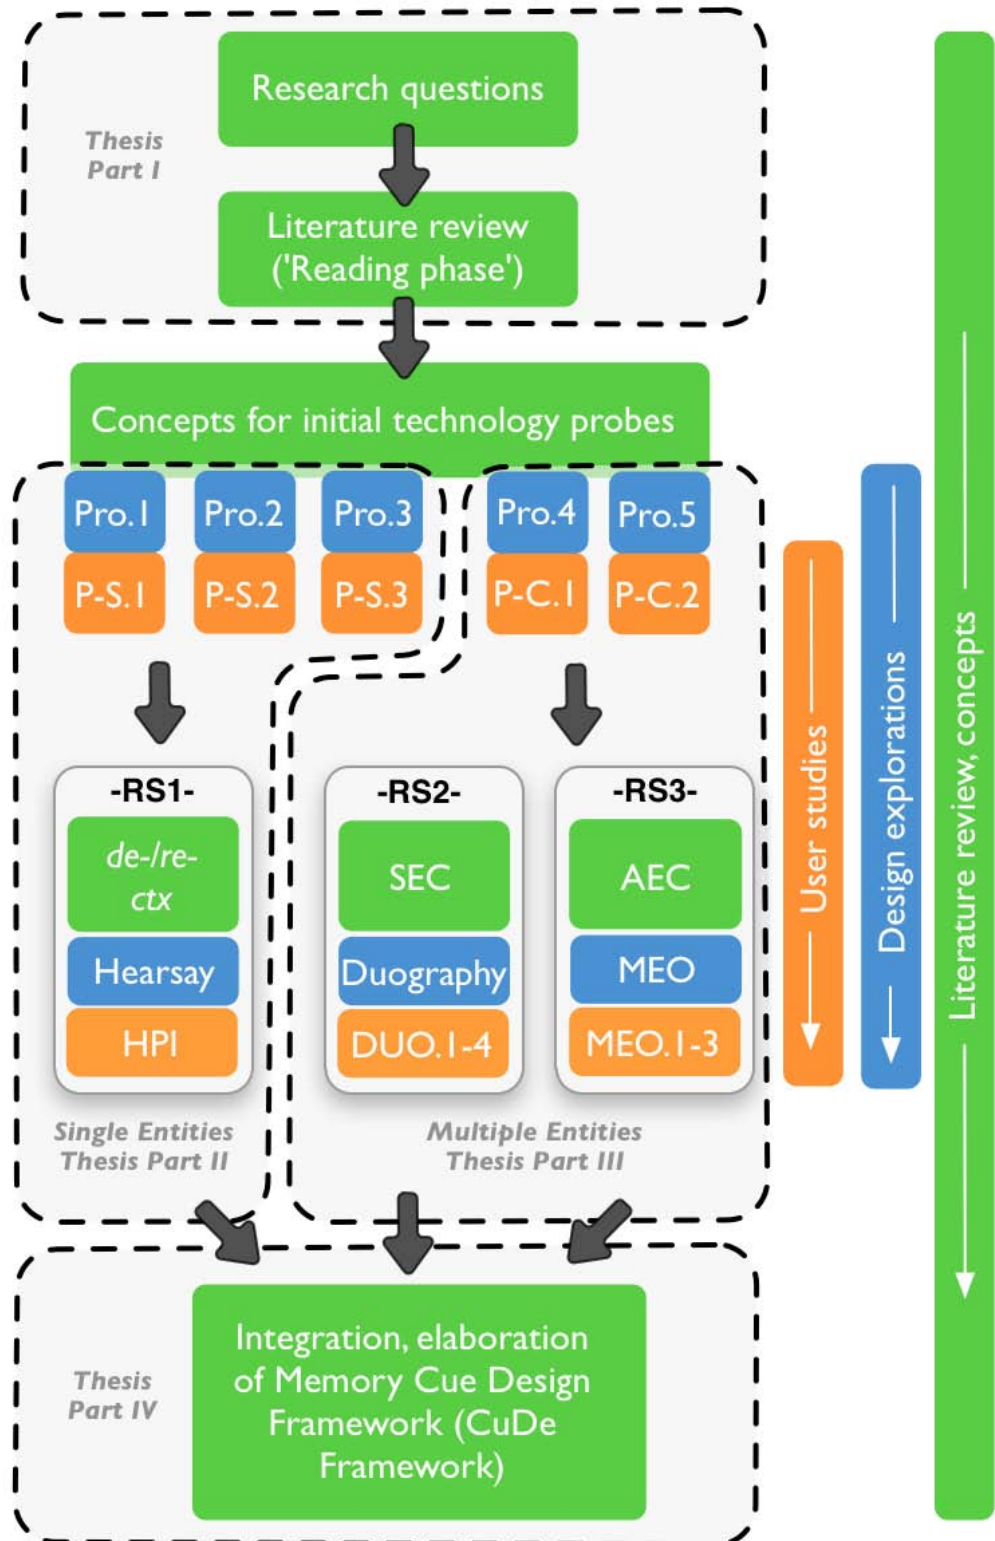 Research questions
Thesis
Part I
Literature review
('Reading phase')
Concepts for initial technology probes
Pro.1
Pro.2
Pro.3
Pro.4
Pro.5
P-S.1
P-S.2
P-S.3
P-C.1
P-C.2
-RS1-
-RS2-
-RS3-
de-/re-
ctx
SEC
AEC
Hearsay
Duography
MEO
HPI
DUO.1-4
MEO.1-3
Single Entities
Thesis Part II
Multiple Entities
Thesis Part III
Thesis
Part IV
Integration, elaboration
of Memory Cue Design
Framework (CuDe
Framework)
User studies
Design explorations
Literature review, concepts